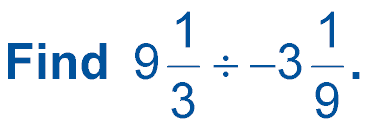 Find 9 1/3 ÷ −3 1/9.